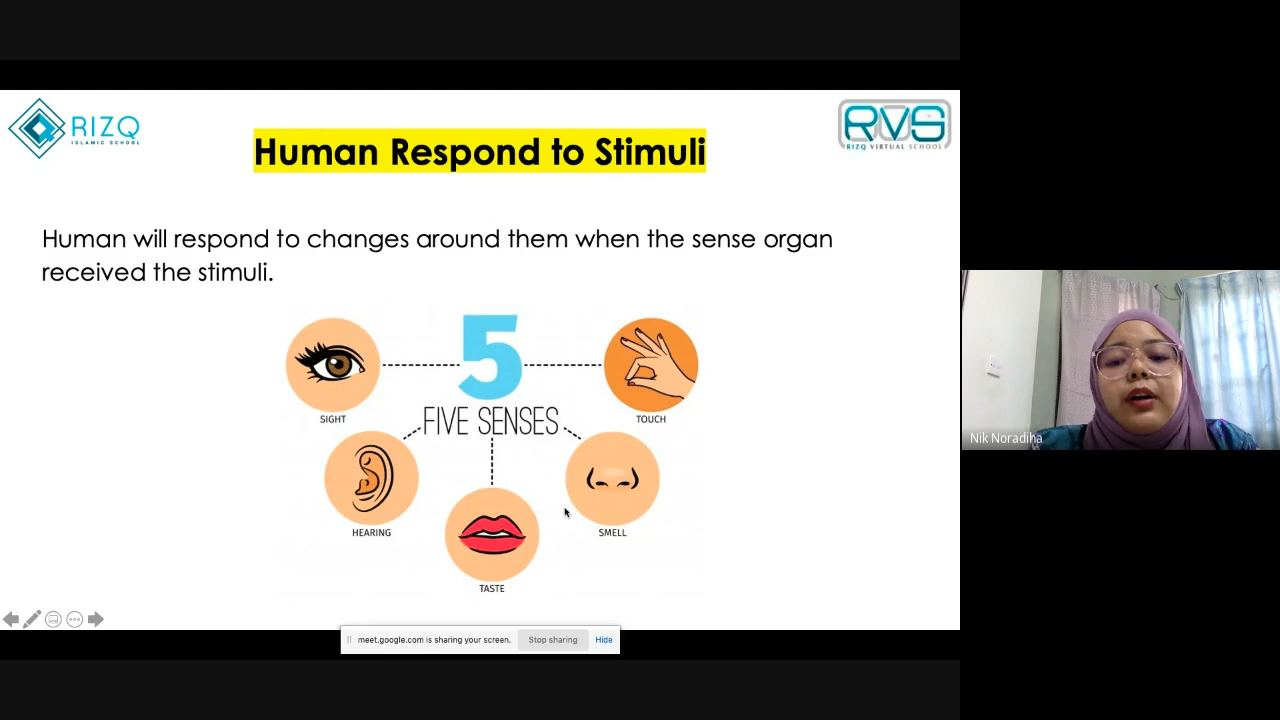 RIZQ
ISLAMIC SCHOOL
RVS
RIZQ VIRTUAL SCHOOL
Human Respond to Stimuli
Human will respond to changes around them when the sense organ
received the stimuli.
5
FIVE SENSES
SIGHT
TOUCH
HEARING
SMELL
TASTE
Nik Noradiha
meet.google.com is sharing your screen.
Stop sharing
Hide